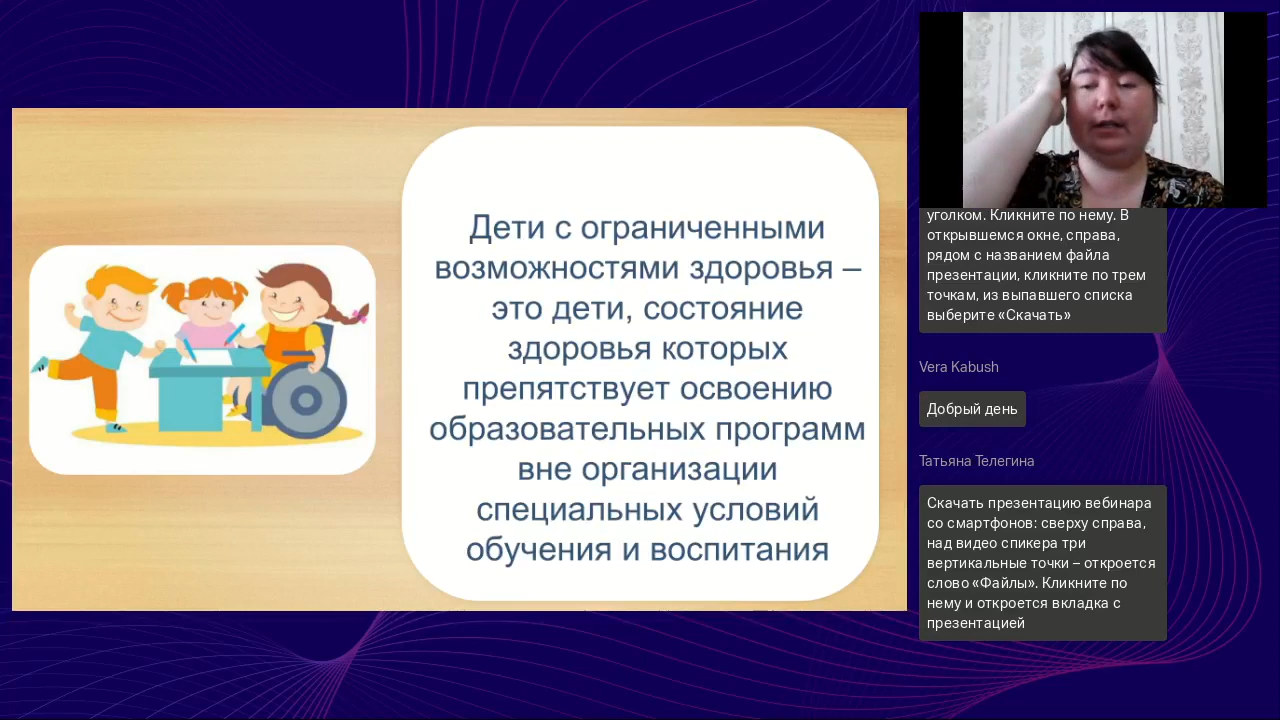 Дети с ограниченными
возможностями здоровья –
это дети, состояние
здоровья которых
препятствует освоению
образовательных программ
вне организации
специальных условий
обучения и воспитания
уголком. Кликните по нему. В
открывшемся окне, справа,
рядом с названием файла
презентации, кликните по трем
точкам, из выпавшего списка
выберите «Скачать»
Vera Kabush
Добрый день
Татьяна Телегина
Скачать презентацию вебинара
со смартфонов: сверху справа,
над видео спикера три
вертикальные точки – откроется
слово «Файлы». Кликните по
нему и откроется вкладка с
презентацией